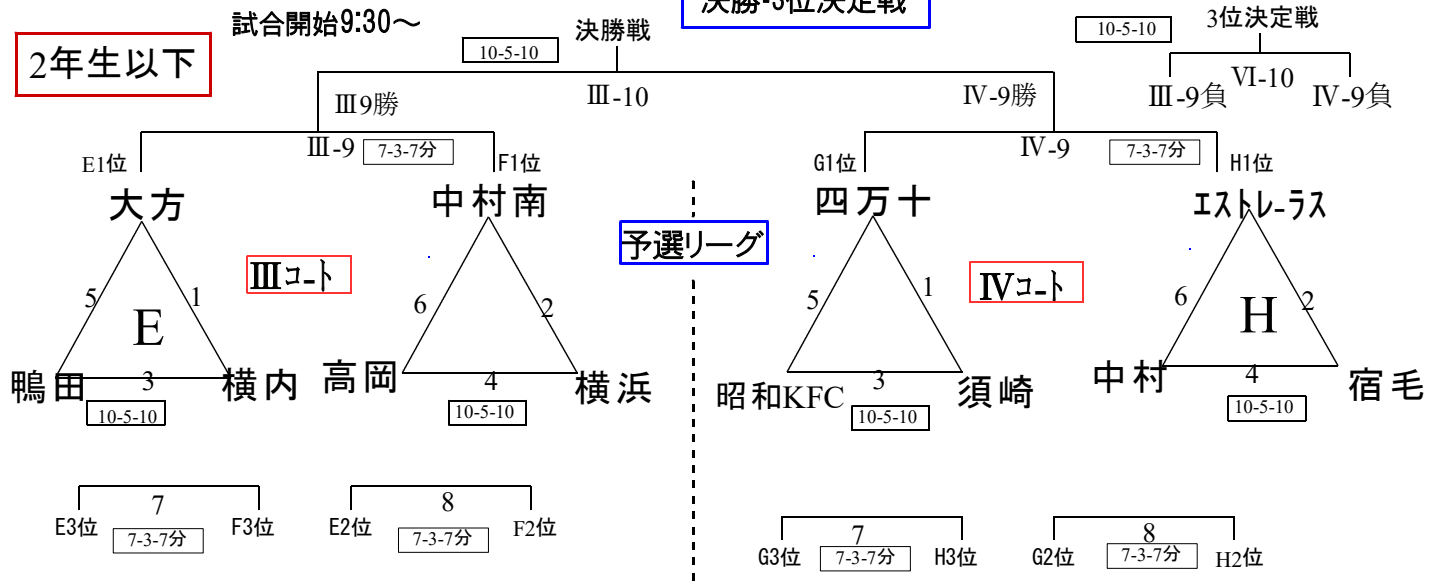 試合開始9:30～
決勝-3位決定戦
2年生以下
10-5-10
決勝戦
10-5-10
3位決定戦
Ⅲ9勝
Ⅲ-10
Ⅳ-9勝
Ⅵ-10
Ⅲ-9負
Ⅳ-9負
Ⅲ-9
7-3-7分
Ⅳ-9
7-3-7分
E1位
F1位
G1位
H1位
大方
中村南
四万十
ｴｽﾄﾚ-ﾗｽ
予選リーグ
Ⅲｺ-ﾄ
Ⅳｺ-ﾄ
5
1
6
2
5
1
6
2
E
H
鴨田
3
横内
高岡
4
横浜
昭和KFC
3
須崎
中村
4
宿毛
10-5-10
10-5-10
10-5-10
10-5-10
7
8
E3位
7-3-7分
F3位
E2位
7-3-7分
F2位
7
8
G3位
7-3-7分
H3位
G2位
7-3-7分
H2位